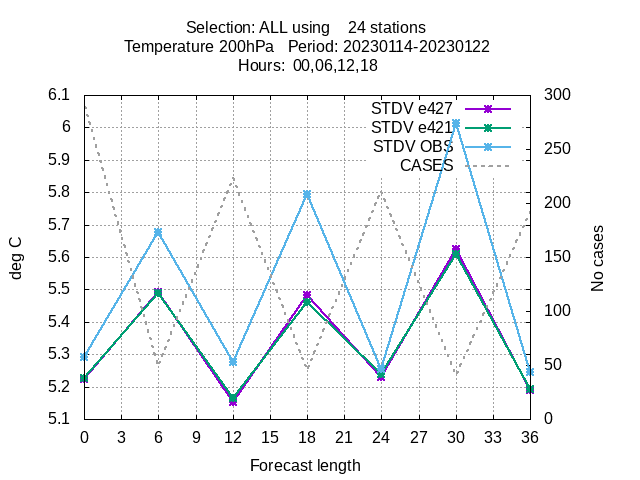 Selection: ALL using 24 stations
Temperature 200hPa Period: 20230114-20230122
Hours: 00,06,12,18
6.1
6
5.9
5.8
5.7
5.6
5.5
5.4
5.3
5.2
5.1
deg C
STDV e427
STDV e421
STDV OBS
CASES
300
250
200
150
100
50
0
No cases
0 3 6 9 12 15 18 21 24 27 30 33 36
Forecast length